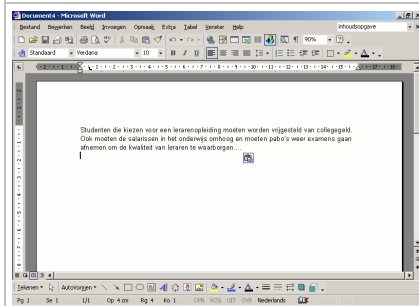 Document4 - Microsoft Word
Bestand Bewerken Beeld Invoegen Opmaak Extra Tabel Venster Help
inhoudsopgave
90%
Standaard Verdana 10 B I U
Studenten die kiezen voor een lerarenopleiding moeten worden vrijgesteld van collegegeld.
Ook moeten de salarissen in het onderwijs omhoog en moeten pabo's weer examens gaan
afnemen om de kwaliteit van leraren te waarborgen....
Tekenen AutoVormen
Pg 1 Se 1 1/1 Op 4 cm Rg 4 Ko 1 OPN WZG UIT OVR Nederlands